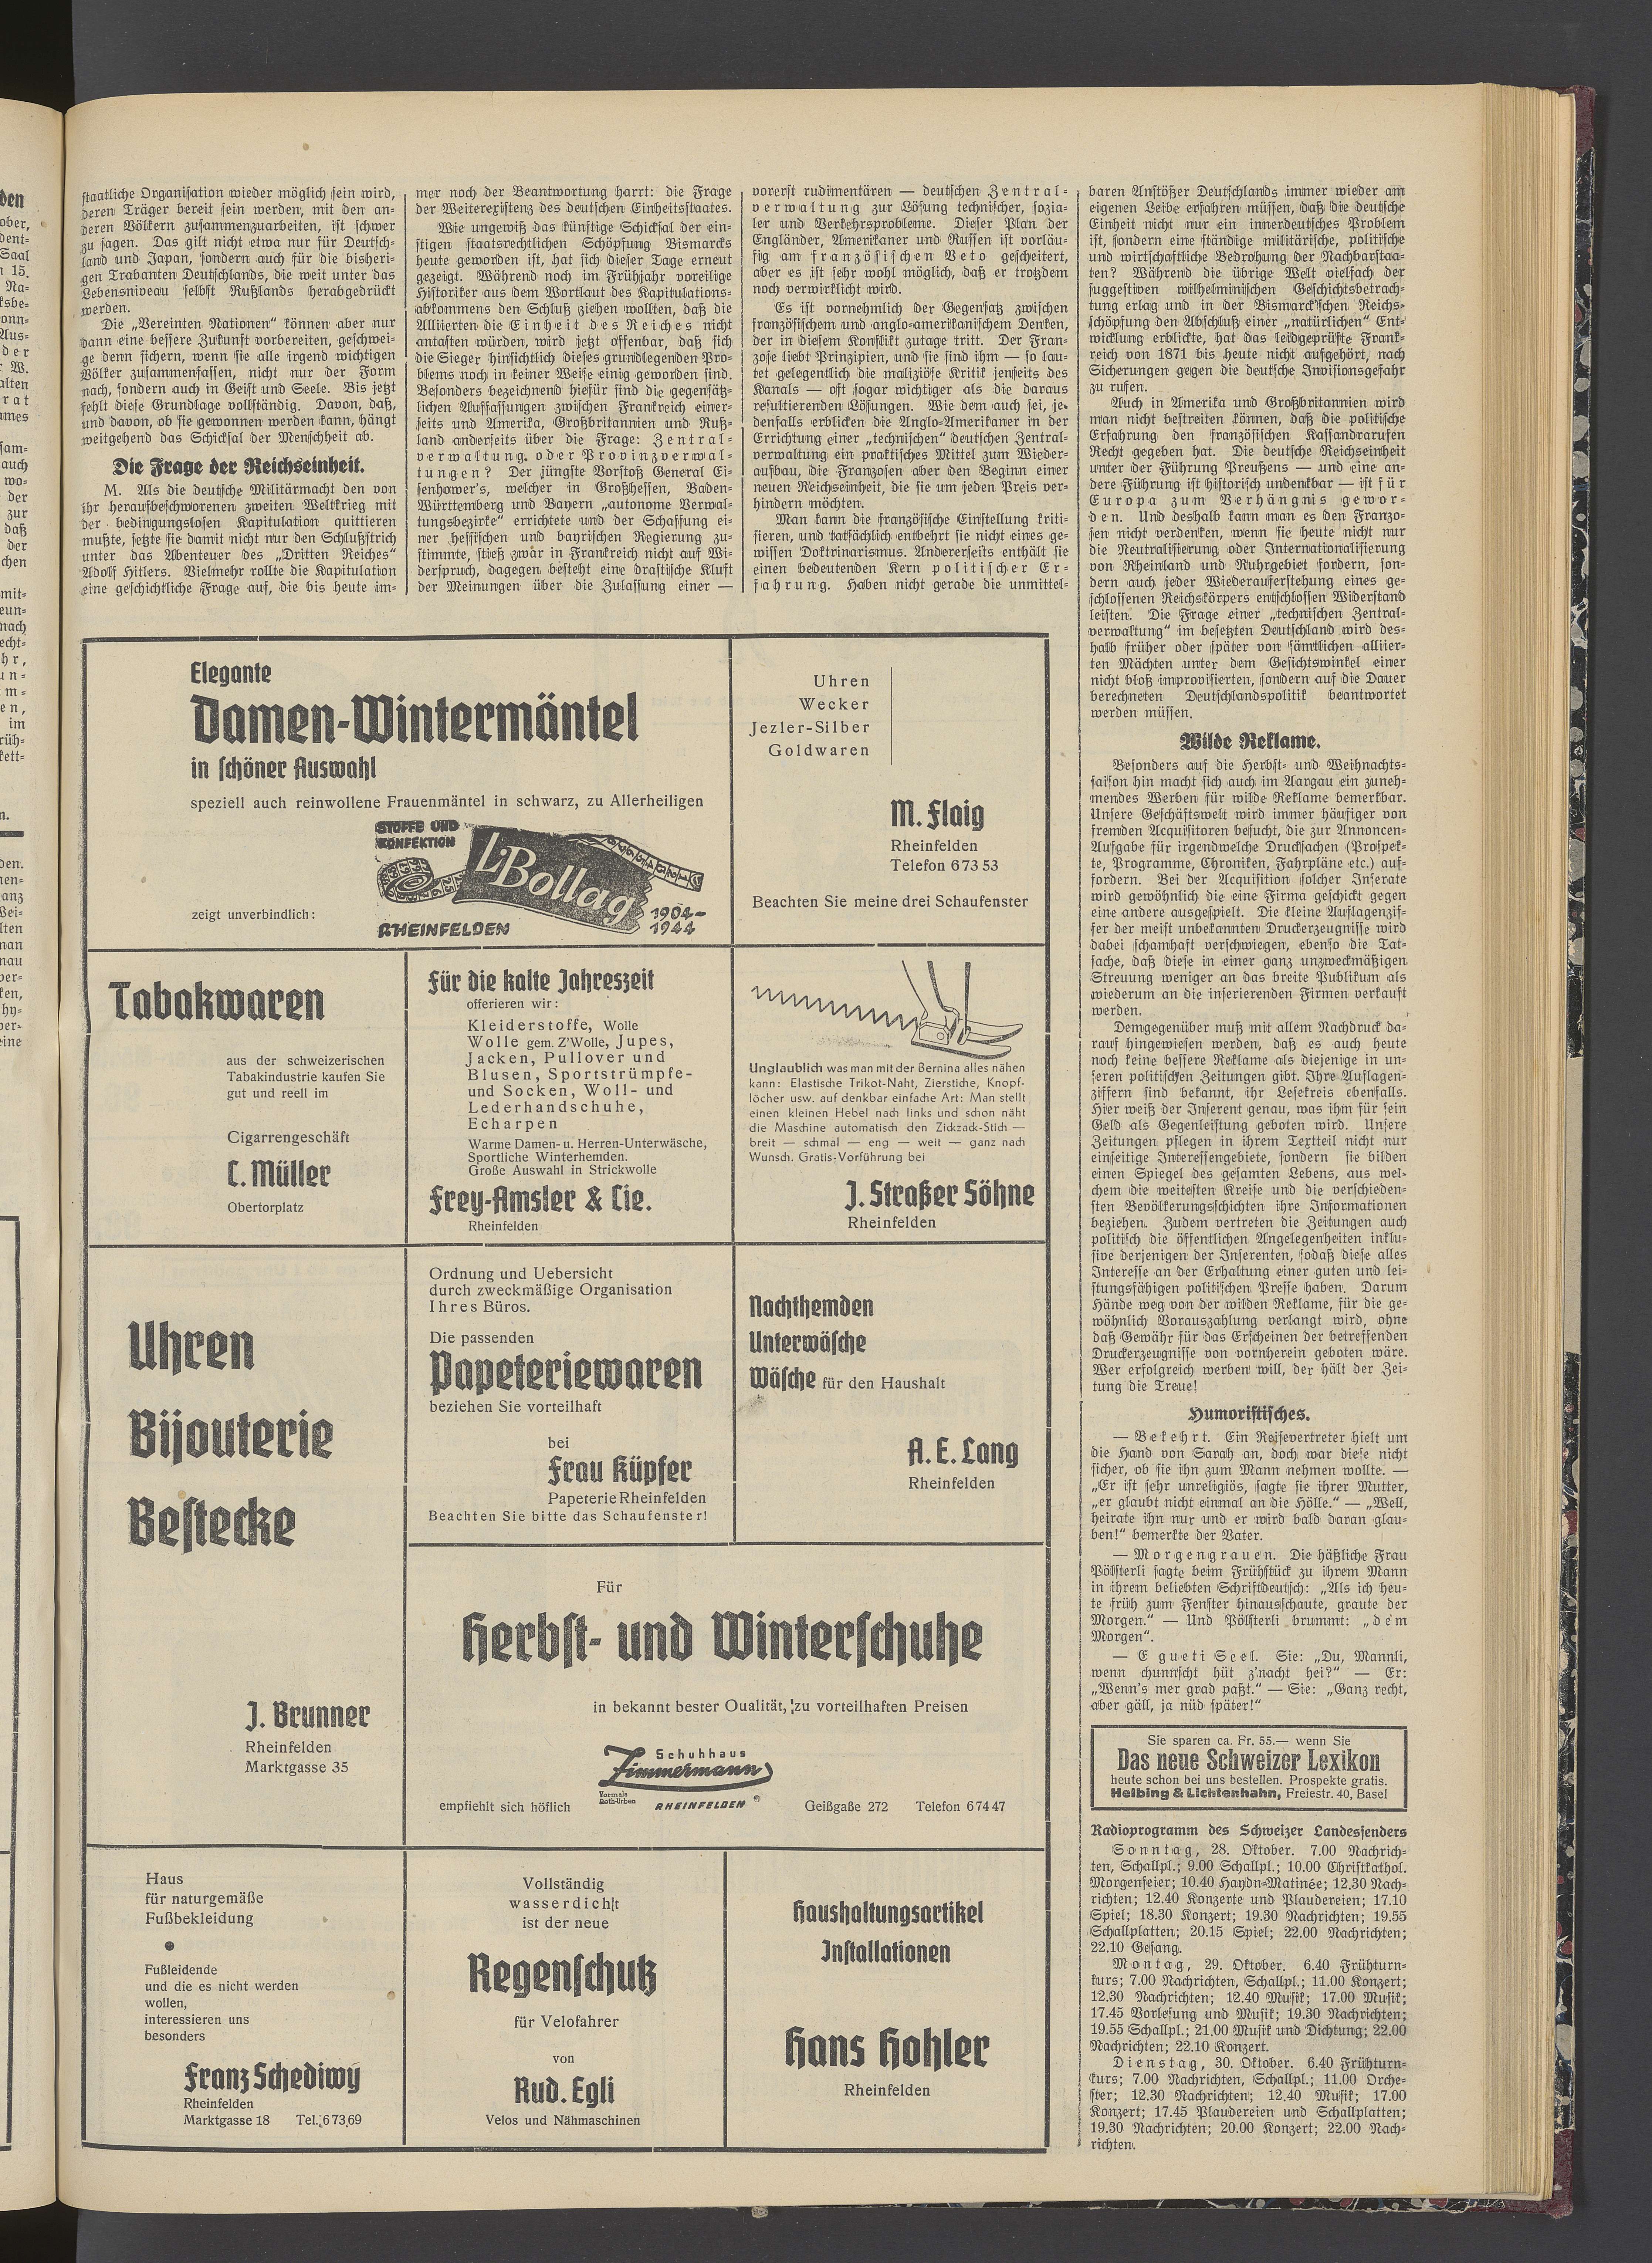 staatliche Organisation wieder möglich sein wird,
deren Träger bereit sein werden, mit den an-
deren Völkern zusammenzuarbeiten, ist schwer
zu sagen. Das gilt nicht etwa nur für Deutsch-
land und Japan, sondern auch für die bisheri-
gen Trabanten Deutschlands, die weit unter das
Lebensniveau selbst Rußlands herabgedrückt
werden.
Die „Vereinten Nationen" können aber nur
dann eine bessere Zukunft vorbereiten, geschwei-
ge denn sichern, wenn sie alle irgend wichtigen
Völker zusammenfassen, nicht nur der Form
nach, sondern auch in Geist und Seele. Bis jetzt
fehlt diese Grundlage vollständig. Davon, daß,
und davon, ob sie gewonnen werden kann, hängt
weitgehend das Schicksal der Menschheit ab.
Die Frage der Reichseinheit.
M. Als die deutsche Militärmacht den von
ihr heraufbeschworenen zweiten Weltkrieg mit
der bedingungslosen Kapitulation quittieren
mußte, setzte sie damit nicht nur den Schlußstrich
unter das Abenteuer des „Dritten Reiches"
Adolf Hitlers. Vielmehr rollte die Kapitulation
eine geschichtliche Frage auf, die bis heute im-
mer noch der Beantwortung harrt: die Frage
der Weiterexistenz des deutschen Einheitsstaates.
Wie ungewiß das künftige Schicksal der ein-
stigen staatsrechtlichen Schöpfung Bismarcks
heute geworden ist, hat sich dieser Tage erneut
gezeigt. Während noch im Frühjahr voreilige
Historiker aus dem Wortlaut des Kapitulations-
abkommens den Schluß ziehen wollten, daß die
Alliierten die Einheit des Reiches nicht
antasten würden, wird jetzt offenbar, daß sich
die Sieger hinsichtlich dieses grundlegenden Pro-
blems noch in keiner Weise einig geworden sind.
Besonders bezeichnend hiefür sind die gegensätz-
lichen Auffassungen zwischen Frankreich einer-
seits und Amerika, Großbritannien und Ruß-
land anderseits über die Frage: Zentral-
verwaltung oder Provinzverwal-
tungen? Der jüngste Vorstoß General Ei-
senhower's, welcher in Großhessen, Baden-
Württemberg und Bayern „autonome Verwal-
tungsbezirke" errichtete und der Schaffung ei-
ner hessischen und bayrischen Regierung zu-
stimmte, stieß zwar in Frankreich nicht auf Wi-
derspruch, dagegen besteht eine drastische Kluft
der Meinungen über die Zulassung einer —
vorerst rudimentären — deutschen Zentral-
verwaltung zur Lösung technischer, sozia-
ler und Verkehrsprobleme. Dieser Plan der
Engländer, Amerikaner und Russen ist vorläu-
fig am französischen Veto gescheitert,
aber es ist sehr wohl möglich, daß er trotzdem
noch verwirklicht wird.
Es ist vornehmlich der Gegensatz zwischen
französischem und anglo-amerikanischem Denken,
der in diesem Konflikt zutage tritt. Der Fran-
zose liebt Prinzipien, und sie sind ihm — so lau-
tet gelegentlich die maliziöse Kritik jenseits des
Kanals — oft sogar wichtiger als die daraus
resultierenden Lösungen. Wie dem auch sei, je-
denfalls erblicken die Anglo-Amerikaner in der
Errichtung einer „technischen" deutschen Zentral-
verwaltung ein praktisches Mittel zum Wieder-
aufbau, die Franzosen aber den Beginn einer
neuen Reichseinheit, die sie um jeden Preis ver-
hindern möchten.
Man kann die französische Einstellung kriti-
sieren, und tatsächlich entbehrt sie nicht eines ge-
wissen Doktrinarismus. Andererseits enthält sie
einen bedeutenden Kern politischer Er-
fahrung. Haben nicht gerade die unmittel-
baren Anstößer Deutschlands immer wieder am
eigenen Leibe erfahren müssen, daß die deutsche
Einheit nicht nur ein innerdeutsches Problem
ist, sondern eine ständige militärische, politische
und wirtschaftliche Bedrohung der Nachbarstaa-
ten? Während die übrige Welt vielfach der
suggestiven wilhelminischen Geschichtsbetrach-
tung erlag und in der Bismarck'schen Reichs-
schöpfung den Abschluß einer „natürlichen" Ent-
wicklung erblickte, hat das leidgeprüfte Frank-
reich von 1871 bis heute nicht aufgehört, nach
Sicherungen gegen die deutsche Invisionsgefahr
zu rufen.
Auch in Amerika und Großbritannien wird
man nicht bestreiten können, daß die politische
Erfahrung den französischen Kassandrarufen
Recht gegeben hat. Die deutsche Reichseinheit
unter der Führung Preußens — und eine an-
dere Führung ist historisch undenkbar — ist für
Europa zum Verhängnis gewor-
den. Und deshalb kann man es den Franzo-
sen nicht verdenken, wenn sie heute nicht nur
die Neutralisierung oder Internationalisierung
von Rheinland und Ruhrgebiet fordern, son-
dern auch jeder Wiederauferstehung eines ge-
schlossenen Reichskörpers entschlossen Widerstand
leisten. Die Frage einer „technischen Zentral-
verwaltung" im besetzten Deutschland wird des-
halb früher oder später von sämtlichen alliier-
ten Mächten unter dem Gesichtswinkel einer
nicht bloß improvisierten, sondern auf die Dauer
berechneten Deutschlandspolitik beantwortet
werden müssen.
Wilde Reklame.
Besonders auf die Herbst- und Weihnachts-
saison hin macht sich auch im Aargau ein zuneh-
mendes Werben für wilde Reklame bemerkbar.
Unsere Geschäftswelt wird immer häufiger von
fremden Acquisitoren besucht, die zur Annoncen-
Aufgabe für irgendwelche Drucksachen (Prospek-
te, Programme, Chroniken, Fahrpläne etc.) auf-
fordern. Bei der Acquisition solcher Inserate
wird gewöhnlich die eine Firma geschickt gegen
eine andere ausgespielt. Die kleine Auflagenzif-
fer der meist unbekannten Druckerzeugnisse wird
dabei schamhaft verschwiegen, ebenso die Tat-
sache, daß diese in einer ganz unzweckmäßigen
Streuung weniger an das breite Publikum als
wiederum an die inserierenden Firmen verkauft
werden.
Demgegenüber muß mit allem Nachdruck da-
rauf hingewiesen werden, daß es auch heute
noch keine bessere Reklame als diejenige in un-
seren politischen Zeitungen gibt. Ihre Auflagen-
ziffern sind bekannt, ihr Lesekreis ebenfalls.
Hier weiß der Inserent genau, was ihm für sein
Geld als Gegenleistung geboten wird. Unsere
Zeitungen pflegen in ihrem Textteil nicht nur
einseitige Interessengebiete, sondern sie bilden
einen Spiegel des gesamten Lebens, aus wel-
chem die weitesten Kreise und die verschieden-
sten Bevölkerungsschichten ihre Informationen
beziehen. Zudem vertreten die Zeitungen auch
politisch die öffentlichen Angelegenheiten inklu-
sive derjenigen der Inserenten, sodaß diese alles
Interesse an der Erhaltung einer guten und lei-
stungsfähigen politischen Presse haben. Darum
Hände weg von der wilden Reklame, für die ge-
wöhnlich Vorauszahlung verlangt wird, ohne
daß Gewähr für das Erscheinen der betreffenden
Druckerzeugnisse von vornherein geboten wäre.
Wer erfolgreich werben will, der hält der Zei-
tung die Treue!
Humoristisches.
— Bekehrt. Ein Reisevertreter hielt um
die Hand von Sarah an, doch war diese nicht
sicher, ob sie ihn zum Mann nehmen wollte. —
„Er ist sehr unreligiös, sagte sie ihrer Mutter,
„er glaubt nicht einmal an die Hölle." — „Well,
heirate ihn nur und er wird bald daran glau-
ben!" bemerkte der Vater.
— Morgengrauen. Die häßliche Frau
Pölsterli sagte beim Frühstück zu ihrem Mann
in ihrem beliebten Schriftdeutsch: „Als ich heu-
te früh zum Fenster hinausschaute, graute der
Morgen." — Und Pölsterli brummt: „dem
Morgen".
— E gueti Seel. Sie: „Du, Mannli,
wenn chunnscht hüt z'nacht hei?" — Er:
„Wenn's mer grad paßt." — Sie: „Ganz recht,
aber gäll, ja nüd später!"
Sie sparen ca. Fr. 55.— wenn Sie
Das neue Schweizer Lexikon
heute schon bei uns bestellen. Prospekte gratis.
Helbing & Lichtenhahn, Freiestr. 40, Basel
Radioprogramm des Schweizer Landessenders
Sonntag, 28. Oktober. 7.00 Nachrich-
ten, Schallpl.; 9.00 Schallpl.; 10.00 Christkathol.
Morgenfeier; 10.40 Haydn-Matinée; 12.30 Nach-
richten; 12.40 Konzerte und Plaudereien; 17.10
Spiel; 18.30 Konzert; 19.30 Nachrichten; 19.55
Schallplatten; 20.15 Spiel; 22.00 Nachrichten;
22.10 Gesang.
Montag, 29. Oktober. 6.40 Frühturn-
kurs; 7.00 Nachrichten, Schallpl.; 11.00 Konzert;
12.30 Nachrichten; 12.40 Musik; 17.00 Musik;
17.45 Vorlesung und Musik; 19.30 Nachrichten;
19.55 Schallpl.; 21.00 Musik und Dichtung; 22.00
Nachrichten; 22.10 Konzert.
Dienstag, 30. Oktober. 6.40 Frühturn-
kurs; 7.00 Nachrichten, Schallpl.; 11.00 Orche-
ster; 12.30 Nachrichten; 12.40 Musik; 17.00
Konzert; 17.45 Plaudereien und Schallplatten;
19.30 Nachrichten; 20.00 Konzert; 22.00 Nach-
richten.
Elegante
Damen-Wintermäntel
in schöner Auswahl
speziell auch reinwollene Frauenmäntel in schwarz, zu Allerheiligen
STOFFE UND
KONFEKTION
L. Bollag
zeigt unverbindlich:
RHEINFELDEN
1904-
1944
Uhren
Wecker
Jezler-Silber
Goldwaren
M. Flaig
Rheinfelden
Telefon 6 73 53
Beachten Sie meine drei Schaufenster
Tabakwaren
aus der schweizerischen
Tabakindustrie kaufen Sie
gut und reell im
Cigarrengeschäft
C. Müller
Obertorplatz
Für die kalte Jahreszeit
offerieren wir:
Kleiderstoffe, Wolle
Wolle gem. Z'Wolle, Jupes,
Jacken, Pullover und
Blusen, Sportstrümpfe-
und Socken, Woll- und
Lederhandschuhe,
Echarpen
Warme Damen- u. Herren-Unterwäsche,
Sportliche Winterhemden.
Große Auswahl in Strickwolle
Frey-Amsler & Cie.
Rheinfelden
Unglaublich was man mit der Bernina alles nähen
kann: Elastische Trikot-Naht, Zierstiche, Knopf-
löcher usw. auf denkbar einfache Art: Man stellt
einen kleinen Hebel nach links und schon näht
die Maschine automatisch den Zickzack-Stich —
breit — schmal — eng — weit — ganz nach
Wunsch. Gratis-Vorführung bei
J. Straßer Söhne
Rheinfelden
Uhren
Bijouterie
Bestecke
J. Brunner
Rheinfelden
Marktgasse 35
Ordnung und Uebersicht
durch zweckmäßige Organisation
Ihres Büros.
Die passenden
Papeteriewaren
beziehen Sie vorteilhaft
bei
Frau Küpfer
Papeterie Rheinfelden
Beachten Sie bitte das Schaufenster!
Nachthemden
Unterwäsche
Wäsche für den Haushalt
A. E. Lang
Rheinfelden
Für
Herbst- und Winterschuhe
in bekannt bester Qualität, zu vorteilhaften Preisen
Schuhhaus
Zimmermann
Vormals
Roth-Urben
RHEINFELDEN
empfiehlt sich höflich
Geißgaße 272 Telefon 6 74 47
Haus
für naturgemäße
Fußbekleidung
Fußleidende
und die es nicht werden
wollen,
interessieren uns
besonders
Franz Schediwy
Rheinfelden
Marktgasse 18 Tel. 6 73 69
Vollständig
wasserdicht
ist der neue
Regenschutz
für Velofahrer
von
Rud. Egli
Velos und Nähmaschinen
Haushaltungsartikel
Installationen
Hans Hohler
Rheinfelden